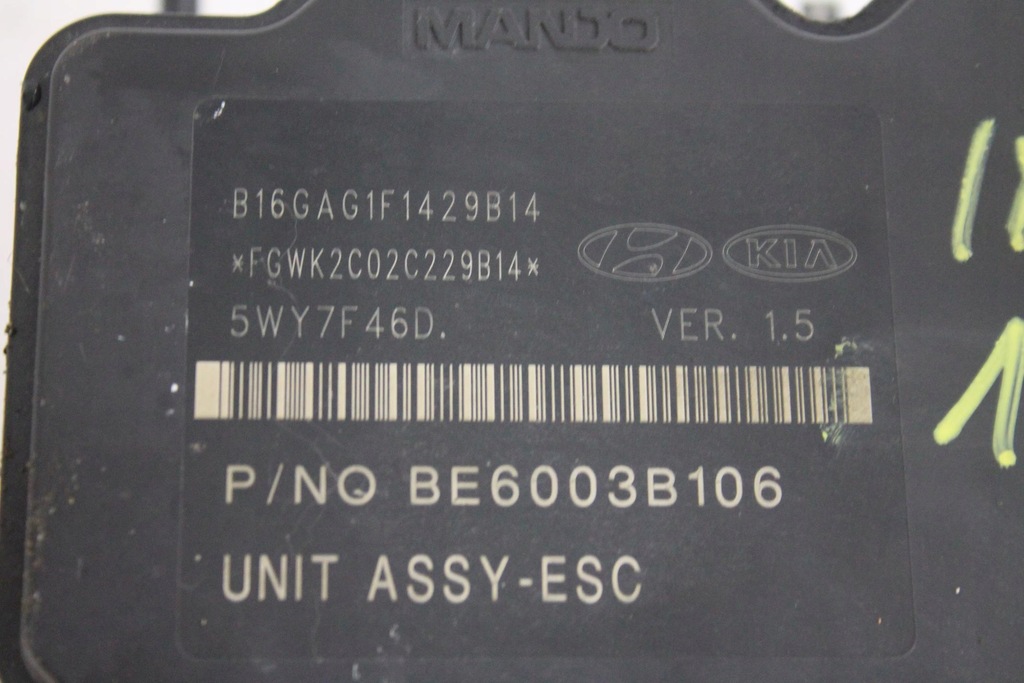 MANDO
B16GAG1F1429B14
*FGWK2C02C229B14*
KIA
5WY7F46D. VER. 1.5
P/NO BE6003B106
UNIT ASSY-ESC